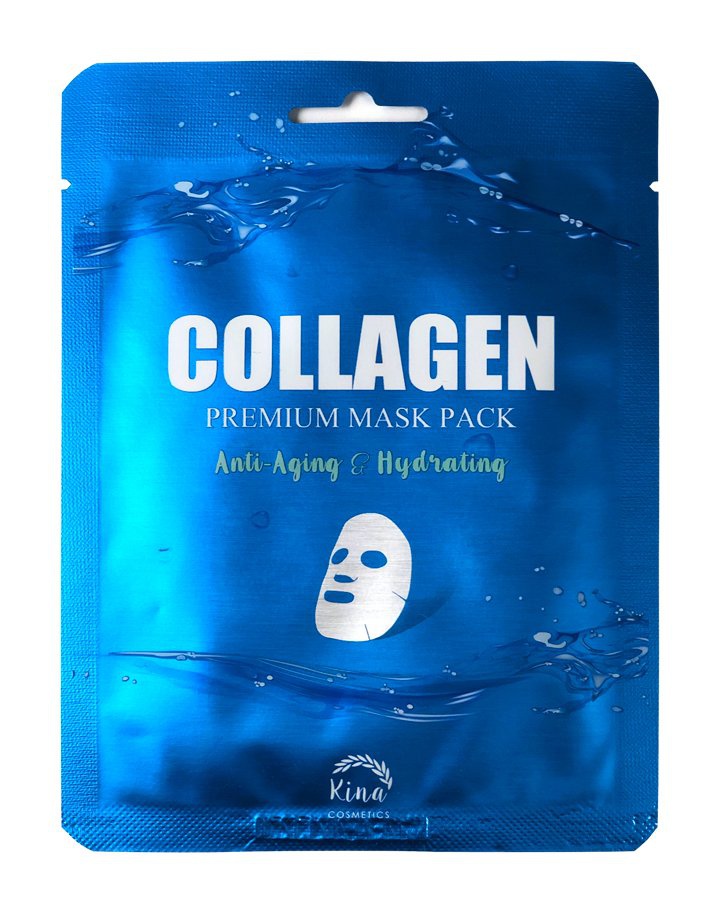 COLLAGEN
PREMIUM MASK PACK
Anti-Aging & Hydrating
Kina
COSMETICS